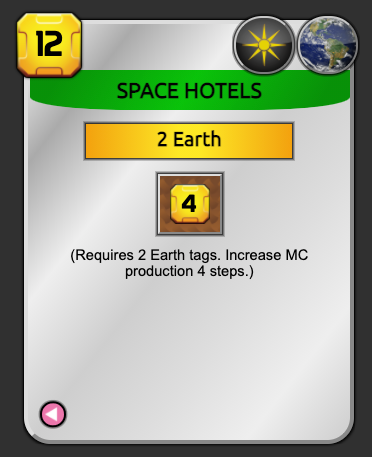 12
SPACE HOTELS
2 Earth
4
(Requires 2 Earth tags. Increase MC
production 4 steps.)